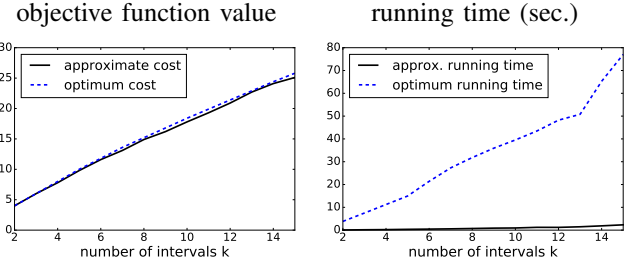 objective function value
running time (sec.)
30
25
20
15
10
5
0
approximate cost
optimum cost
2 4 6 8 10 12 14
number of intervals k
80
70
60
50
40
30
20
10
0
approx. running time
optimum running time
2 4 6 8 10 12 14
number of intervals k